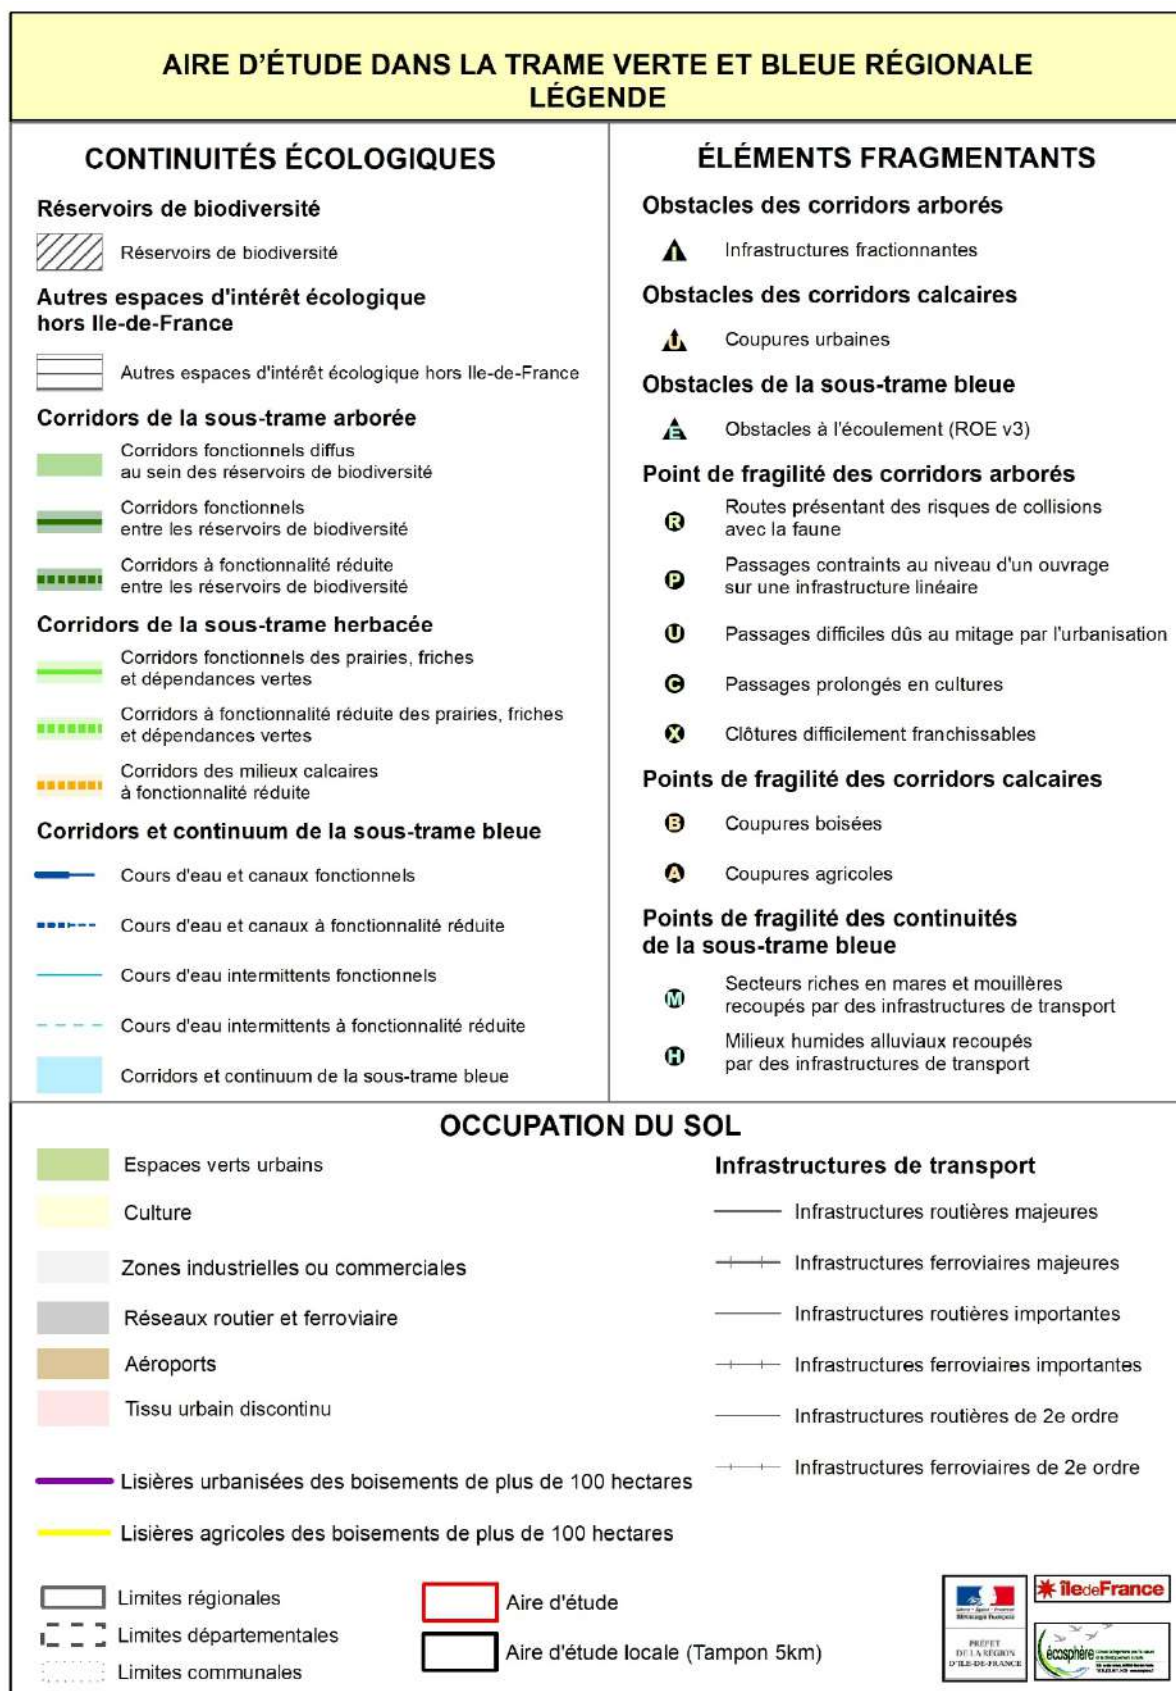 AIRE D'ÉTUDE DANS LA TRAME VERTE ET BLEUE RÉGIONALE
LÉGENDE
CONTINUITÉS ÉCOLOGIQUES
Réservoirs de biodiversité
Réservoirs de biodiversité
Autres espaces d'intérêt écologique
hors Ile-de-France
Autres espaces d'intérêt écologique hors Ile-de-France
Corridors de la sous-trame arborée
Corridors fonctionnels diffus
au sein des réservoirs de biodiversité
Corridors fonctionnels
entre les réservoirs de biodiversité
Corridors à fonctionnalité réduite
entre les réservoirs de biodiversité
Corridors de la sous-trame herbacée
Corridors fonctionnels des prairies, friches
et dépendances vertes
Corridors à fonctionnalité réduite des prairies, friches
et dépendances vertes
Corridors des milieux calcaires
à fonctionnalité réduite
Corridors et continuum de la sous-trame bleue
Cours d'eau et canaux fonctionnels
Cours d'eau et canaux à fonctionnalité réduite
Cours d'eau intermittents fonctionnels
Cours d'eau intermittents à fonctionnalité réduite
Corridors et continuum de la sous-trame bleue
ÉLÉMENTS FRAGMENTANTS
Obstacles des corridors arborés
I Infrastructures fractionnantes
Obstacles des corridors calcaires
U Coupures urbaines
Obstacles de la sous-trame bleue
E Obstacles à l'écoulement (ROE v3)
Point de fragilité des corridors arborés
R Routes présentant des risques de collisions
avec la faune
P Passages contraints au niveau d'un ouvrage
sur une infrastructure linéaire
U Passages difficiles dûs au mitage par l'urbanisation
C Passages prolongés en cultures
X Clôtures difficilement franchissables
Points de fragilité des corridors calcaires
B Coupures boisées
A Coupures agricoles
Points de fragilité des continuités
de la sous-trame bleue
M Secteurs riches en mares et mouillères
recoupés par des infrastructures de transport
H Milieux humides alluviaux recoupés
par des infrastructures de transport
OCCUPATION DU SOL
Espaces verts urbains
Culture
Zones industrielles ou commerciales
Réseaux routier et ferroviaire
Aéroports
Tissu urbain discontinu
Lisières urbanisées des boisements de plus de 100 hectares
Lisières agricoles des boisements de plus de 100 hectares
Limites régionales
Limites départementales
Limites communales
Aire d'étude
Aire d'étude locale (Tampon 5km)
Infrastructures de transport
Infrastructures routières majeures
Infrastructures ferroviaires majeures
Infrastructures routières importantes
Infrastructures ferroviaires importantes
Infrastructures routières de 2e ordre
Infrastructures ferroviaires de 2e ordre
PRÉFET
DE LA RÉGION
D'ILE-DE-FRANCE
îledeFrance
écosphère